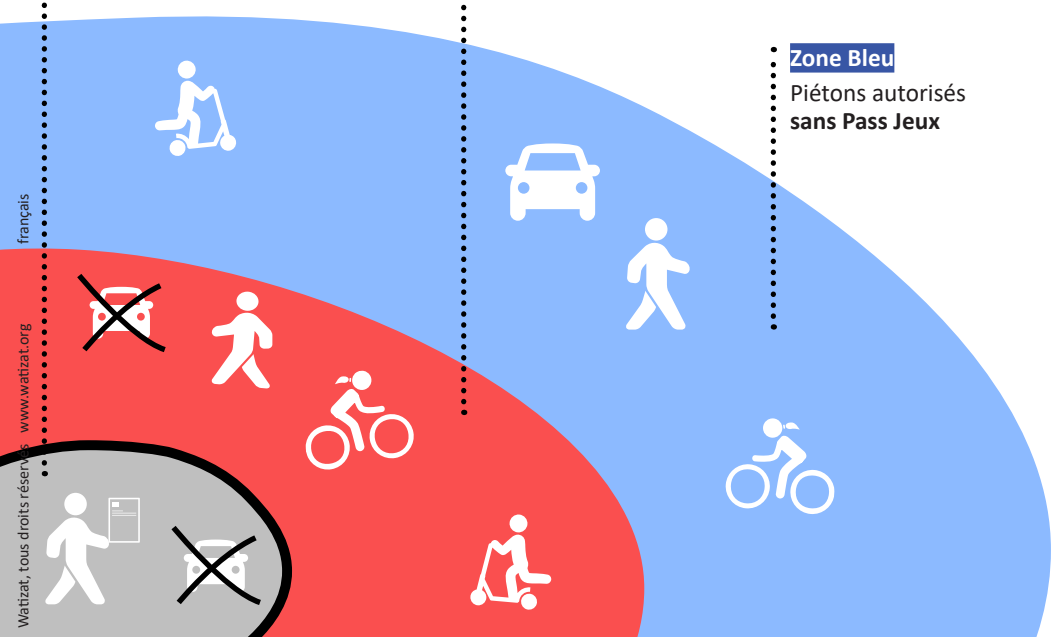 Zone Bleu
Piétons autorisés
sans Pass Jeux
français
Watizat, tous droits réservés www.watizat.org